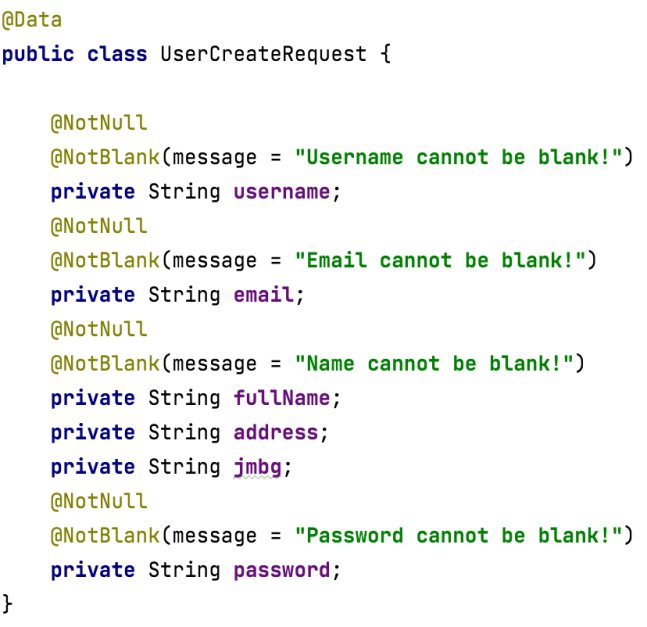 @Data
public class UserCreateRequest {
@NotNull
@NotBlank(message = "Username cannot be blank!")
private String username;
@NotNull
@NotBlank(message = "Email cannot be blank!")
private String email;
@NotNull
@NotBlank(message = "Name cannot be blank!")
private String fullName;
private String address;
private String jmbg;
@NotNull
@NotBlank(message = "Password cannot be blank!")
private String password;
}